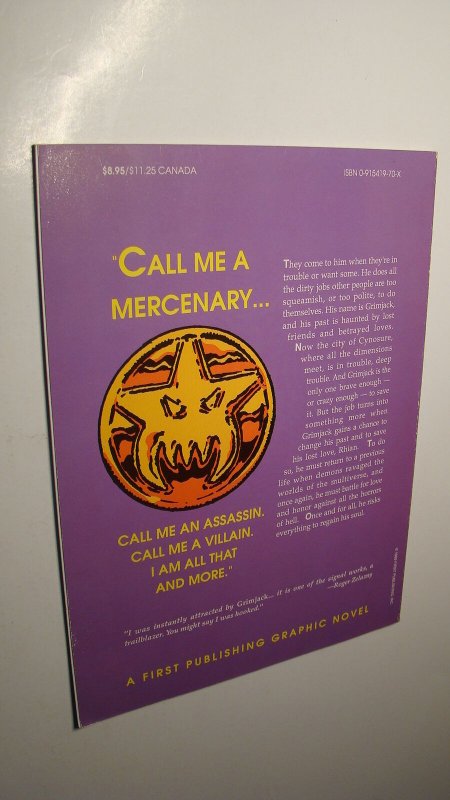 $8.95/$11.25 CANADA
ISBN 0-915419-70-X
"CALL ME A
MERCENARY...
They come to him when they're in
trouble or want some. He does all
the dirty jobs other people are too
squeamish, or too polite, to do
themselves. His name is Grimjack,
and his past is haunted by lost
friends and betrayed loves.
Now the city of Cynosure,
where all the dimensions
meet, is in trouble, deep
trouble. And Grimjack is the
only one brave enough —
or crazy enough — to save
it. But the job turns into
something more when
Grimjack gains a chance to
change his past and to save
his lost love, Rhian. To do
so, he must return to a previous
life when demons ravaged the
worlds of the multiverse, and
once again, he must battle for love
and honor against all the horrors
of hell. Once and for all, he risks
everything to regain his soul.
CALL ME AN ASSASSIN.
CALL ME A VILLAIN.
I AM ALL THAT
AND MORE."
"I was instantly attracted by Grimjack... it is one of the signal works, a
trailblazer. You might say I was hooked."
—Roger Zelazny
A FIRST PUBLISHING GRAPHIC NOVEL